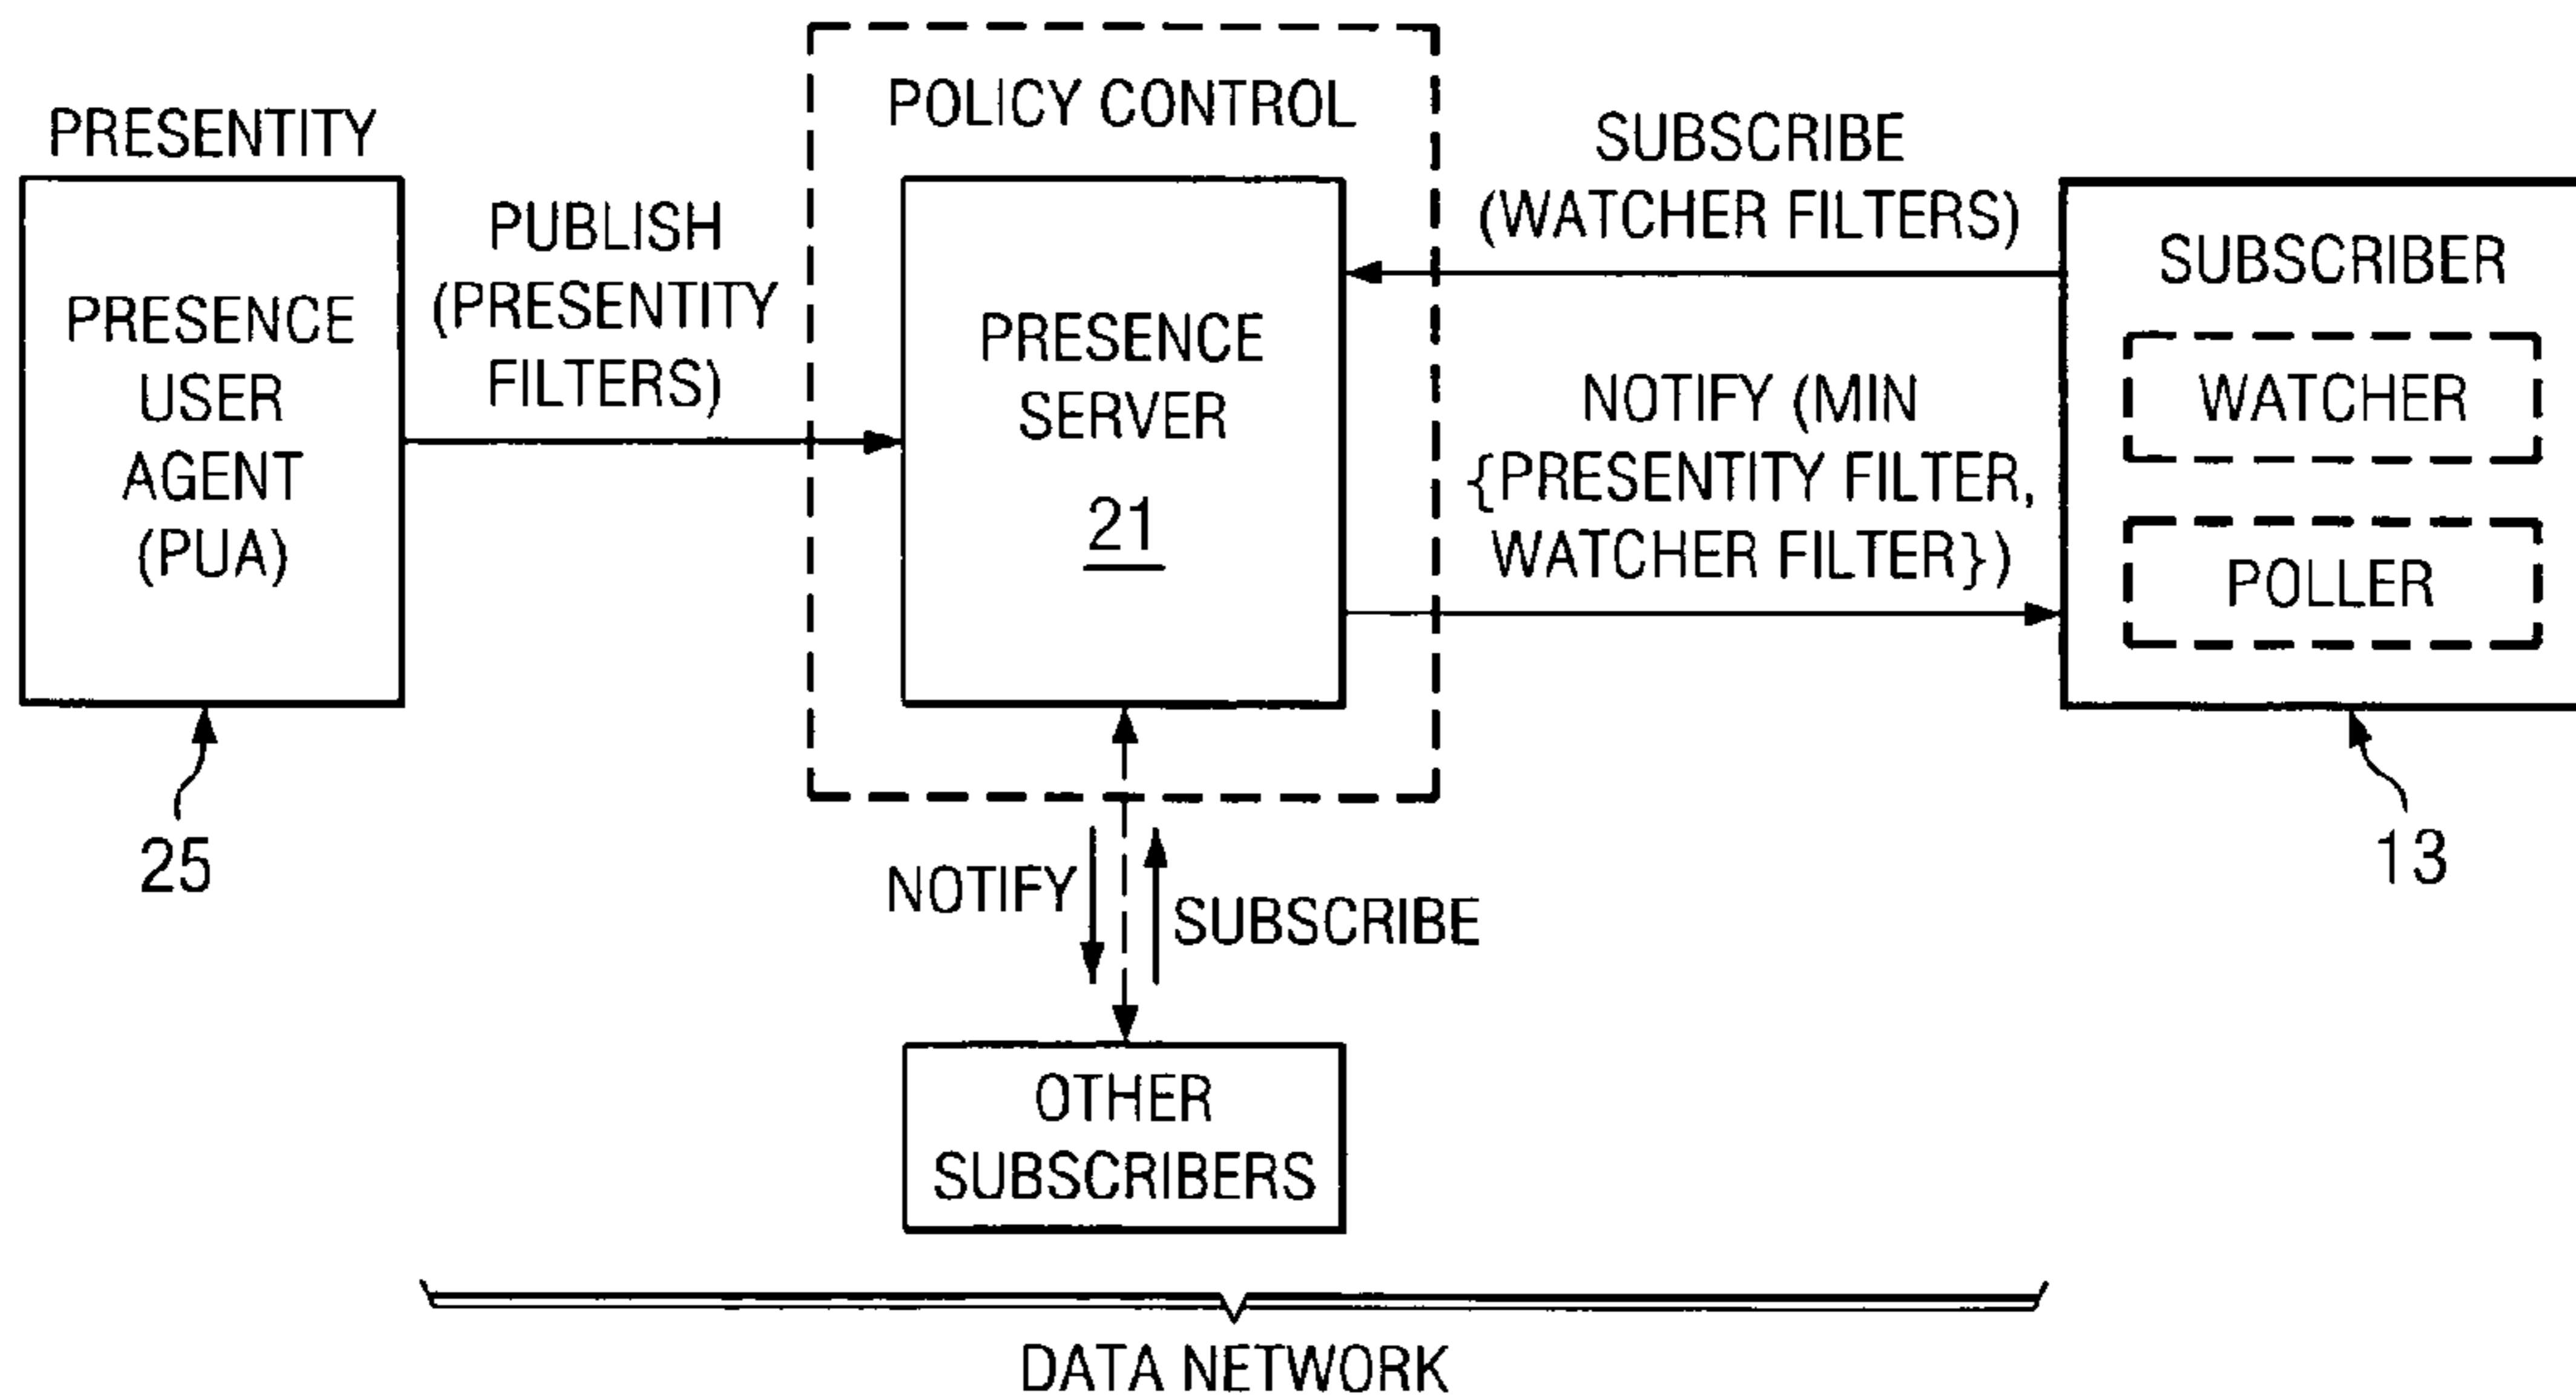 PRESENTITY
PRESENCE
USER
AGENT
(PUA)
25
PUBLISH
(PRESENTITY
FILTERS)
POLICY CONTROL
PRESENCE
SERVER
21
SUBSCRIBE
(WATCHER FILTERS)
NOTIFY (MIN
{PRESENTITY FILTER,
WATCHER FILTER})
SUBSCRIBER
WATCHER
POLLER
13
NOTIFY
SUBSCRIBE
OTHER
SUBSCRIBERS
DATA NETWORK